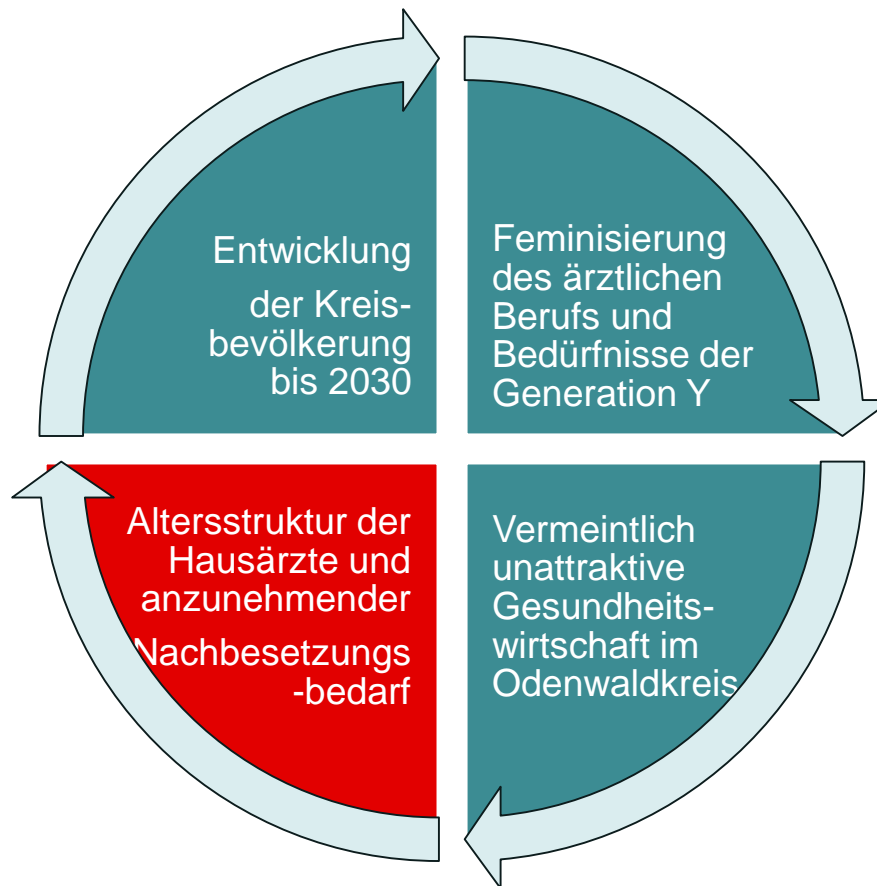 Entwicklung
der Kreis-
bevölkerung
bis 2030
Feminisierung
des ärztlichen
Berufs und
Bedürfnisse der
Generation Y
Altersstruktur der
Hausärzte und
anzunehmender
Nachbesetzungs
-bedarf
Vermeintlich
unattraktive
Gesundheits-
wirtschaft im
Odenwaldkreis